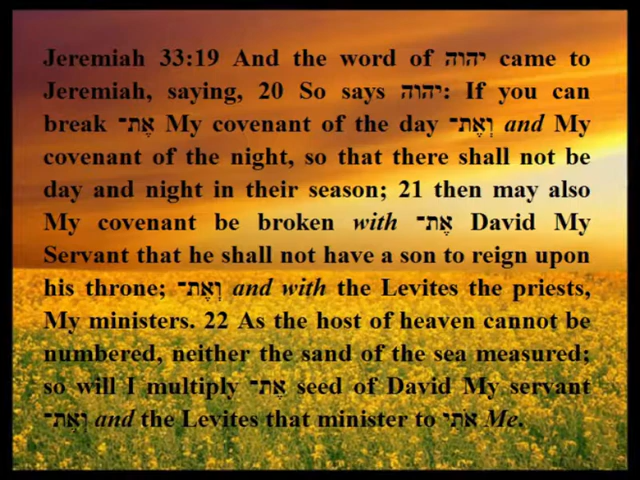 Jeremiah 33:19 And the word of יהוה came to
Jeremiah, saying, 20 So says יהוה: If you can
break אֶת־ My covenant of the day וְאֶת־ and My
covenant of the night, so that there shall not be
day and night in their season; 21 then may also
My covenant be broken with אֶת־ David My
Servant that he shall not have a son to reign upon
his throne; וְאֶת־ and with the Levites the priests,
My ministers. 22 As the host of heaven cannot be
numbered, neither the sand of the sea measured;
so will I multiply אֶת־ seed of David My servant
וְאֶת־ and the Levites that minister to אתי Me.